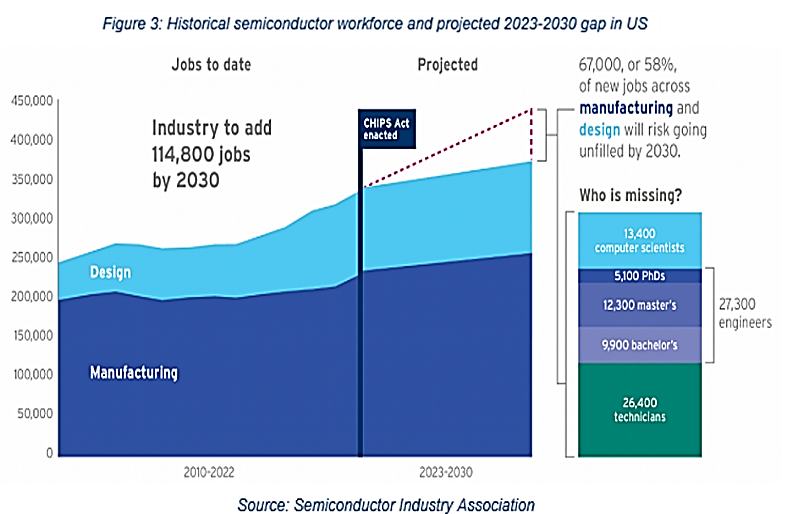 Figure 3: Historical semiconductor workforce and projected 2023-2030 gap in US
Jobs to date
Projected
67,000, or 58%,
of new jobs across
manufacturing and
design will risk going
unfilled by 2030.
450,000
400,000
350,000
300,000
250,000
200,000
150,000
100,000
50,000
0
Industry to add
114,800 jobs
by 2030
CHIPS Act
enacted
Design
Manufacturing
2010-2022
2023-2030
Who is missing?
13,400
computer scientists
5,100 PhDs
12,300 master's
9,900 bachelor's
27,300
engineers
26,400
technicians
Source: Semiconductor Industry Association